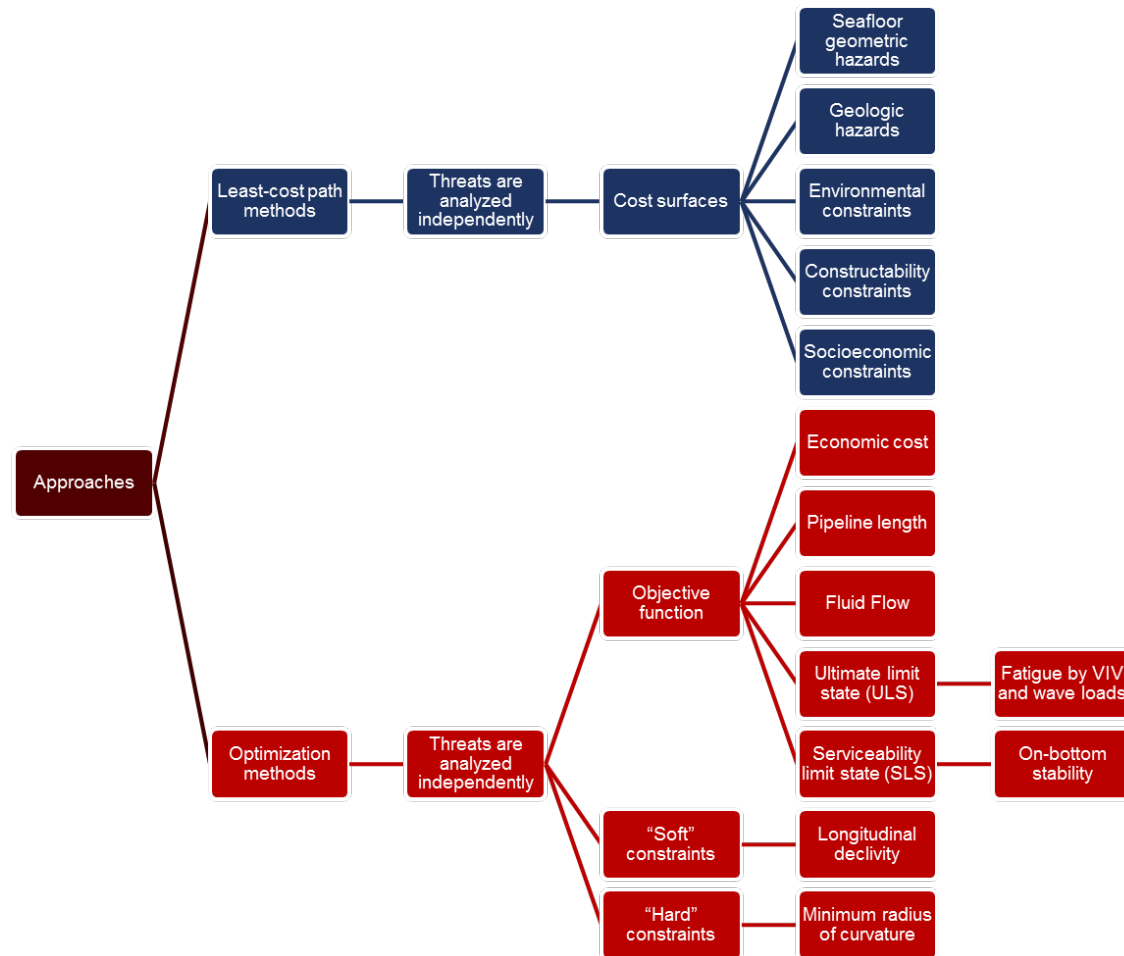 Seafloor
geometric
hazards
Geologic
hazards
Least-cost path
methods
Threats are
analyzed
independently
Cost surfaces
Environmental
constraints
Constructability
constraints
Socioeconomic
constraints
Approaches
Economic cost
Pipeline length
Objective
function
Fluid Flow
Ultimate limit
state (ULS)
Fatigue by VIV
and wave loads
Optimization
methods
Threats are
analyzed
independently
Serviceability
limit state (SLS)
On-bottom
stability
“Soft”
constraints
Longitudinal
declivity
“Hard”
constraints
Minimum radius
of curvature